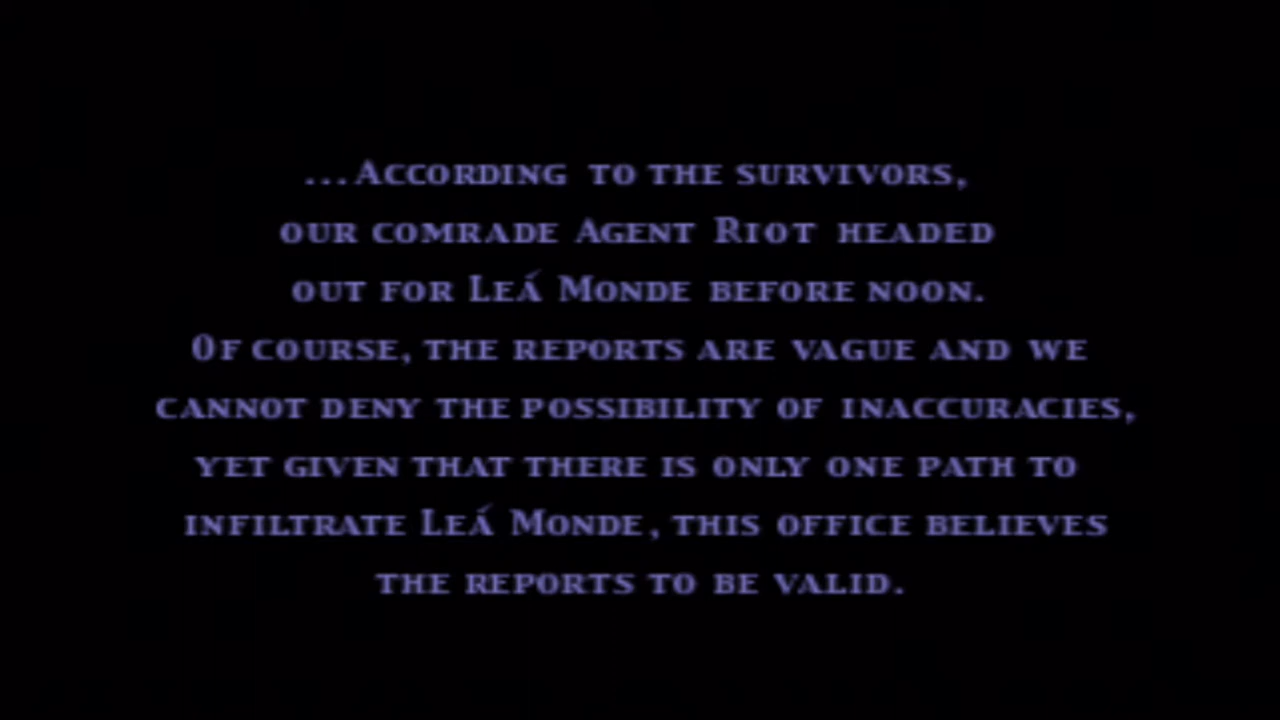 ...According to the survivors,
our comrade Agent Riot headed
out for Leá Monde before noon.
Of course, the reports are vague and we
cannot deny the possibility of inaccuracies,
yet given that there is only one path to
infiltrate Leá Monde, this office believes
the reports to be valid.